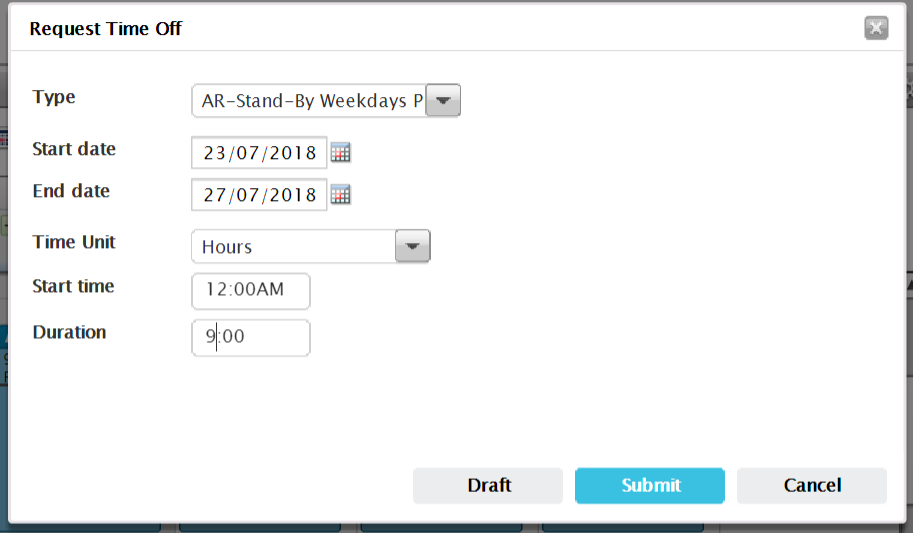 Request Time Off
Type AR-Stand-By Weekdays P
Start date 23/07/2018
End date 27/07/2018
Time Unit Hours
Start time 12:00AM
Duration 9:00
Draft Submit Cancel